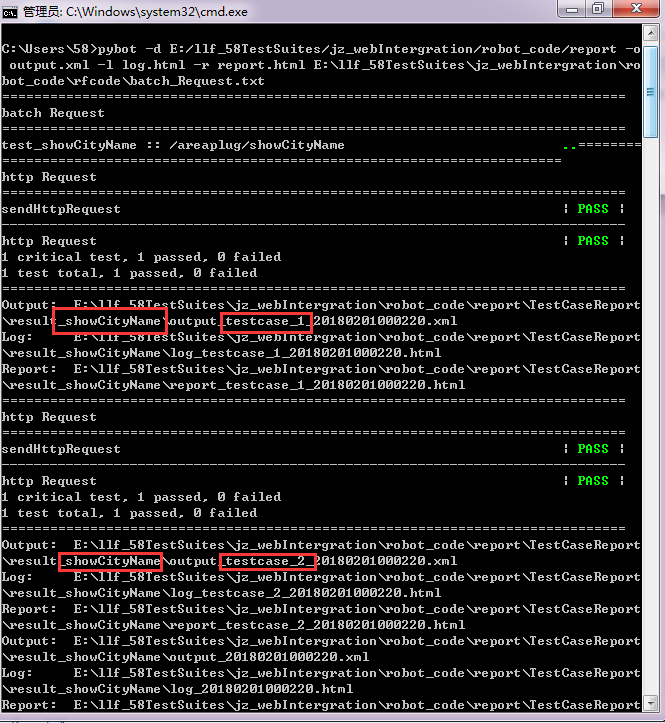 管理员: C:\Windows\system32\cmd.exe
C:\Users\58>pybot -d E:/llf_58TestSuites/jz_webIntergration/robot_code/report -o
output.xml -l log.html -r report.html E:\llf_58TestSuites\jz_webIntergration\ro
bot_code\rfcode\batch_Request.txt
==============================================================================
batch Request
==============================================================================
test_showCityName :: /areaplug/showCityName ..=========
==============================================================================
http Request
==============================================================================
sendHttpRequest | PASS |
------------------------------------------------------------------------------
http Request | PASS |
1 critical test, 1 passed, 0 failed
1 test total, 1 passed, 0 failed
==============================================================================
Output:  E:\llf_58TestSuites\jz_webIntergration\robot_code\report\TestCaseReport
\result_showCityName\output_testcase_1_20180201000220.xml
Log:     E:\llf_58TestSuites\jz_webIntergration\robot_code\report\TestCaseReport
\result_showCityName\log_testcase_1_20180201000220.html
Report:  E:\llf_58TestSuites\jz_webIntergration\robot_code\report\TestCaseReport
\result_showCityName\report_testcase_1_20180201000220.html
==============================================================================
http Request
==============================================================================
sendHttpRequest | PASS |
------------------------------------------------------------------------------
http Request | PASS |
1 critical test, 1 passed, 0 failed
1 test total, 1 passed, 0 failed
==============================================================================
Output:  E:\llf_58TestSuites\jz_webIntergration\robot_code\report\TestCaseReport
\result_showCityName\output_testcase_2_20180201000220.xml
Log:     E:\llf_58TestSuites\jz_webIntergration\robot_code\report\TestCaseReport
\result_showCityName\log_testcase_2_20180201000220.html
Report:  E:\llf_58TestSuites\jz_webIntergration\robot_code\report\TestCaseReport
\result_showCityName\report_testcase_2_20180201000220.html
Output:  E:\llf_58TestSuites\jz_webIntergration\robot_code\report\TestCaseReport
\result_showCityName\output_20180201000220.xml
Log:     E:\llf_58TestSuites\jz_webIntergration\robot_code\report\TestCaseReport
\result_showCityName\log_20180201000220.html
Report:  E:\llf_58TestSuites\jz_webIntergration\robot_code\report\TestCaseReport